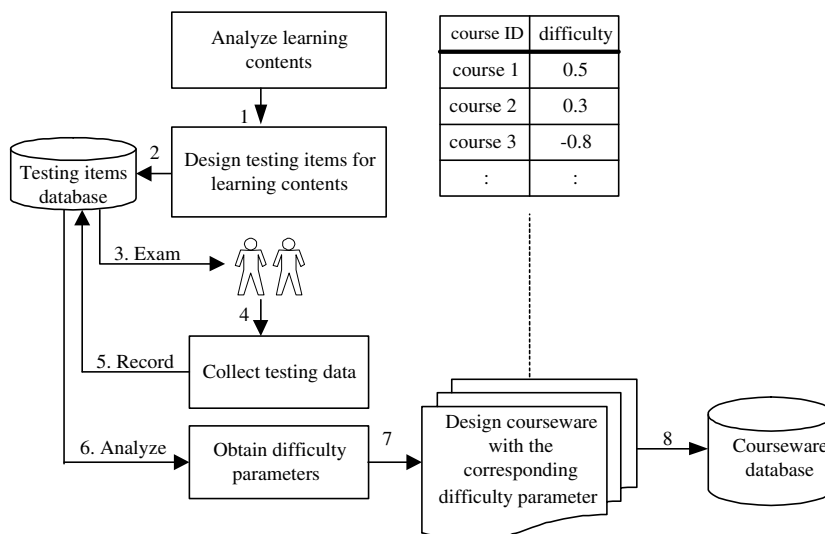 Analyze learning
contents
1
Design testing items for
learning contents
2
Testing items
database
3. Exam
4
5. Record
Collect testing data
6. Analyze
Obtain difficulty
parameters
7
Design courseware
with the
corresponding
difficulty parameter
8
Courseware
database
course ID difficulty
course 1 0.5
course 2 0.3
course 3 -0.8
: :